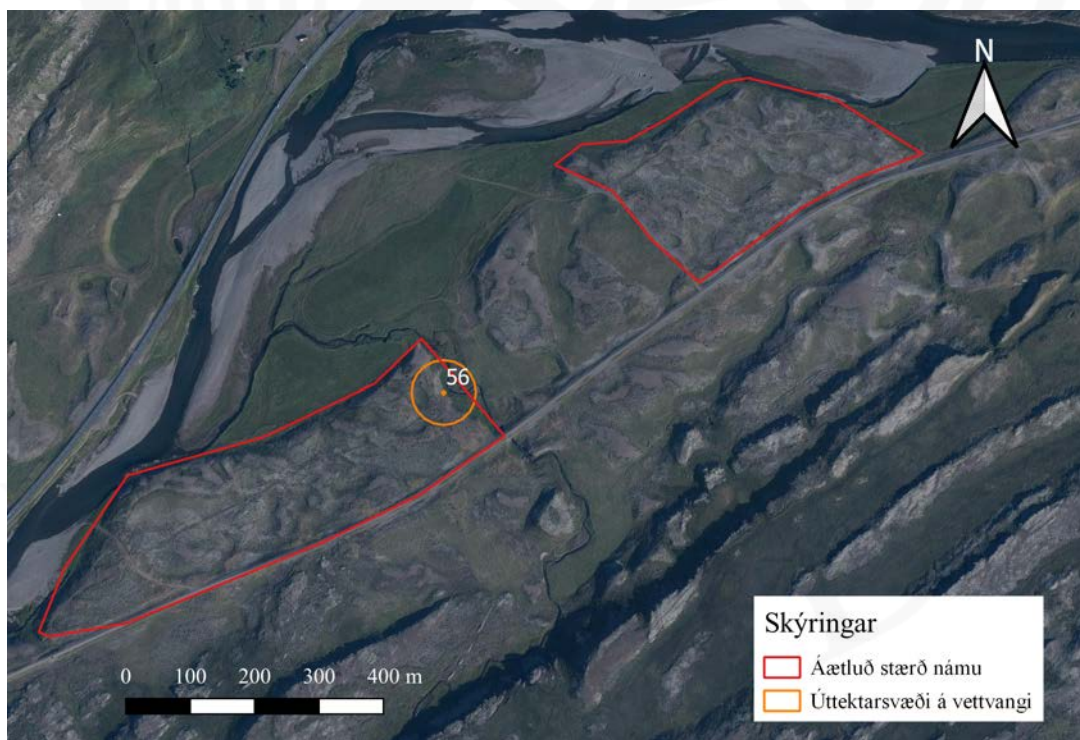 N
56
0 100 200 300 400 m
Skýringar
Áætluð stærð námu
Úttektarsvæði á vettvangi